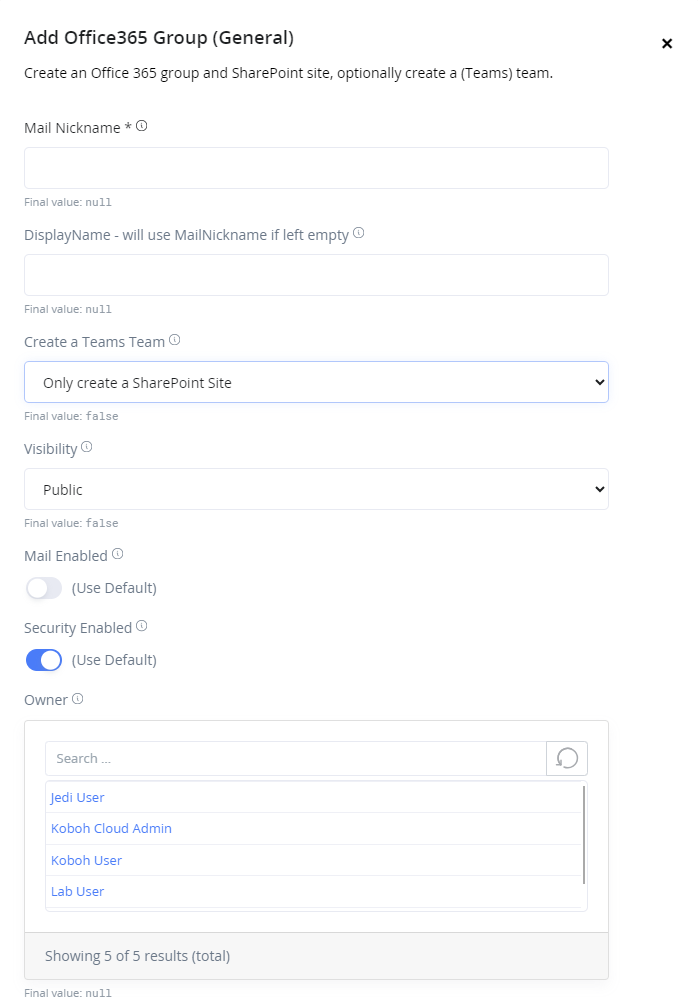 Add Office365 Group (General)
Create an Office 365 group and SharePoint site, optionally create a (Teams) team.
Mail Nickname *
Final value: null
DisplayName - will use MailNickname if left empty
Final value: null
Create a Teams Team
Only create a SharePoint Site
Final value: false
Visibility
Public
Final value: false
Mail Enabled
(Use Default)
Security Enabled
(Use Default)
Owner
Search ...
Jedi User
Koboh Cloud Admin
Koboh User
Lab User
Showing 5 of 5 results (total)
Final value: null